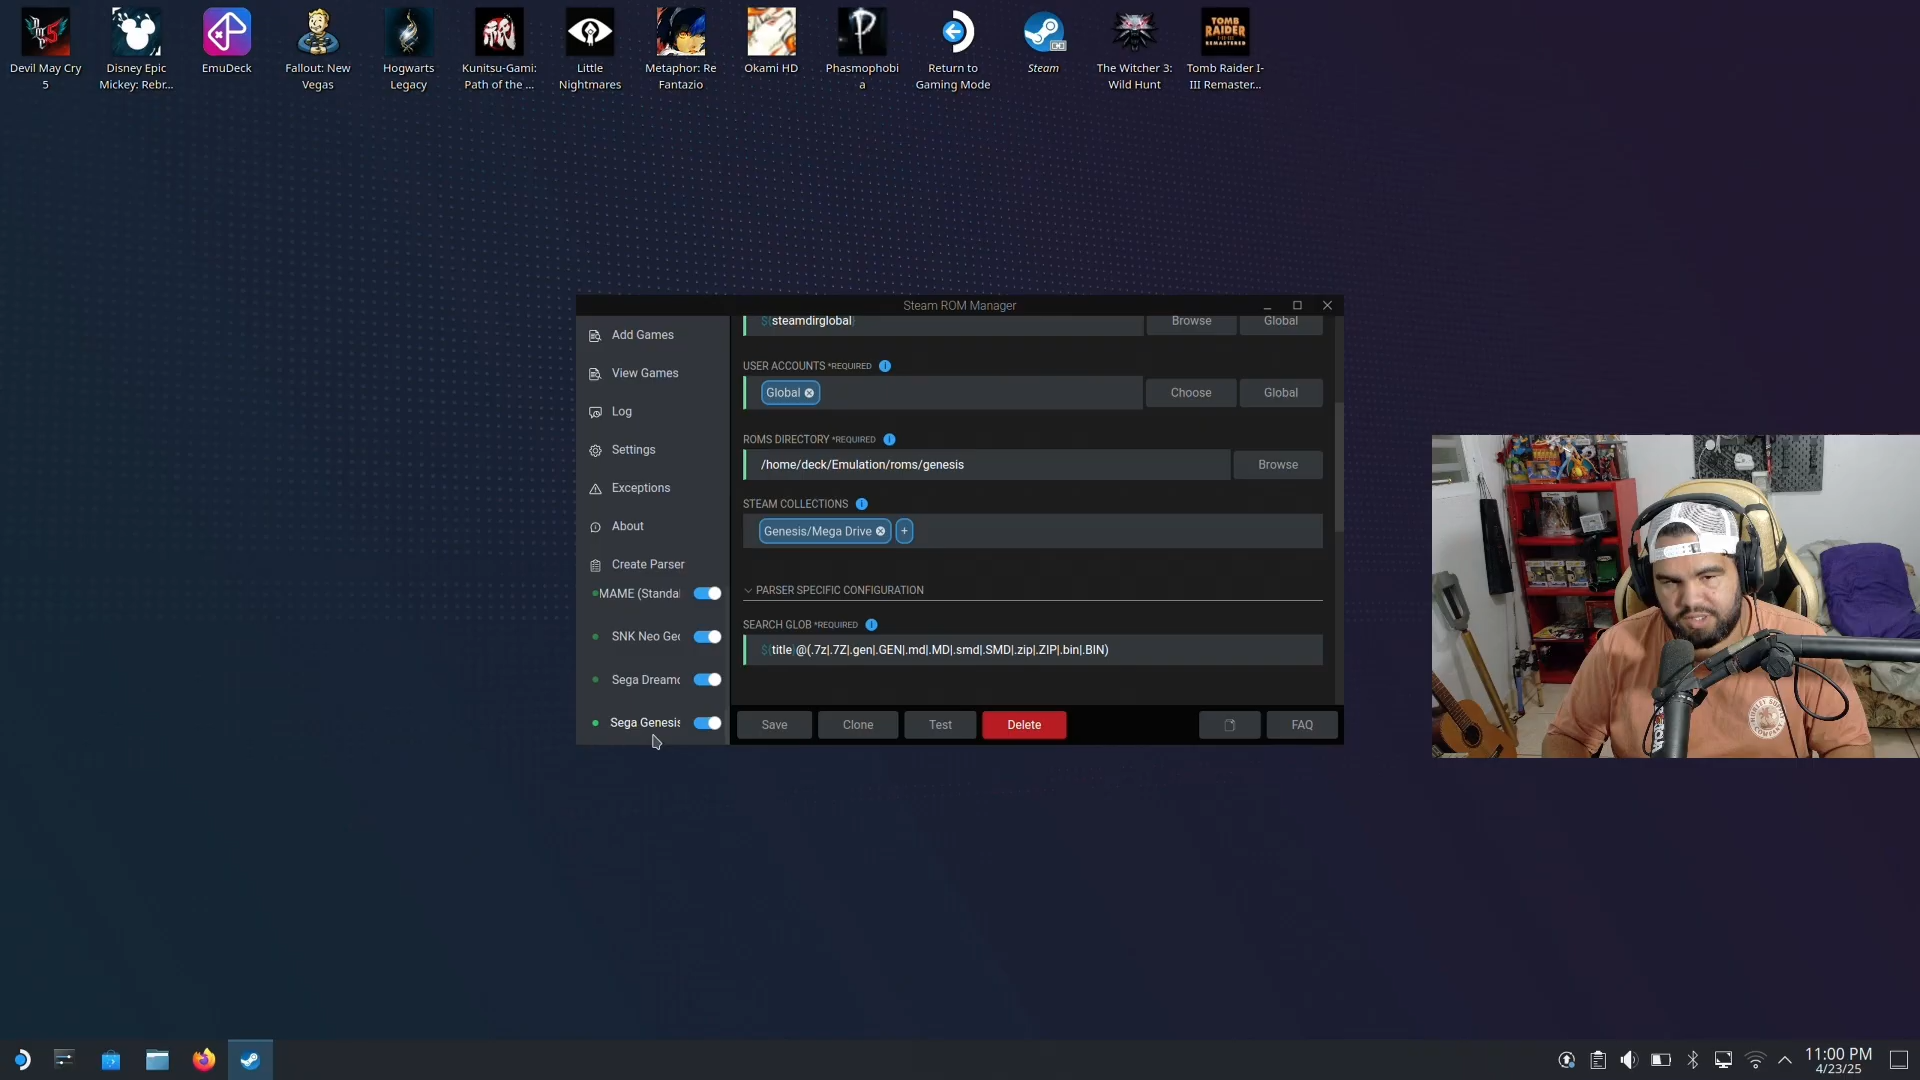 Devil May Cry
5
Disney Epic
Mickey: Rebr...
EmuDeck
Fallout: New
Vegas
Hogwarts
Legacy
Kunitsu-Gami:
Path of the ...
Little
Nightmares
Metaphor: Re
Fantazio
Okami HD
Phasmophobi
a
Return to
Gaming Mode
Steam
The Witcher 3:
Wild Hunt
TOMB
RAIDER
REMASTERED
Tomb Raider I-
III Remaster...
Steam ROM Manager
Add Games
View Games
Log
Settings
Exceptions
About
Create Parser
MAME (Standal
SNK Neo Geo
Sega Dreamc
Sega Genesis
${steamdirglobal}
Browse
Global
USER ACCOUNTS *REQUIRED
Global
Choose
Global
ROMS DIRECTORY *REQUIRED
/home/deck/Emulation/roms/genesis
Browse
STEAM COLLECTIONS
Genesis/Mega Drive
+
PARSER SPECIFIC CONFIGURATION
SEARCH GLOB *REQUIRED
${title}@(.7z|.7Z|.gen|.GEN|.md|.MD|.smd|.SMD|.zip|.ZIP|.bin|.BIN)
Save
Clone
Test
Delete
FAQ
11:00 PM
4/23/25